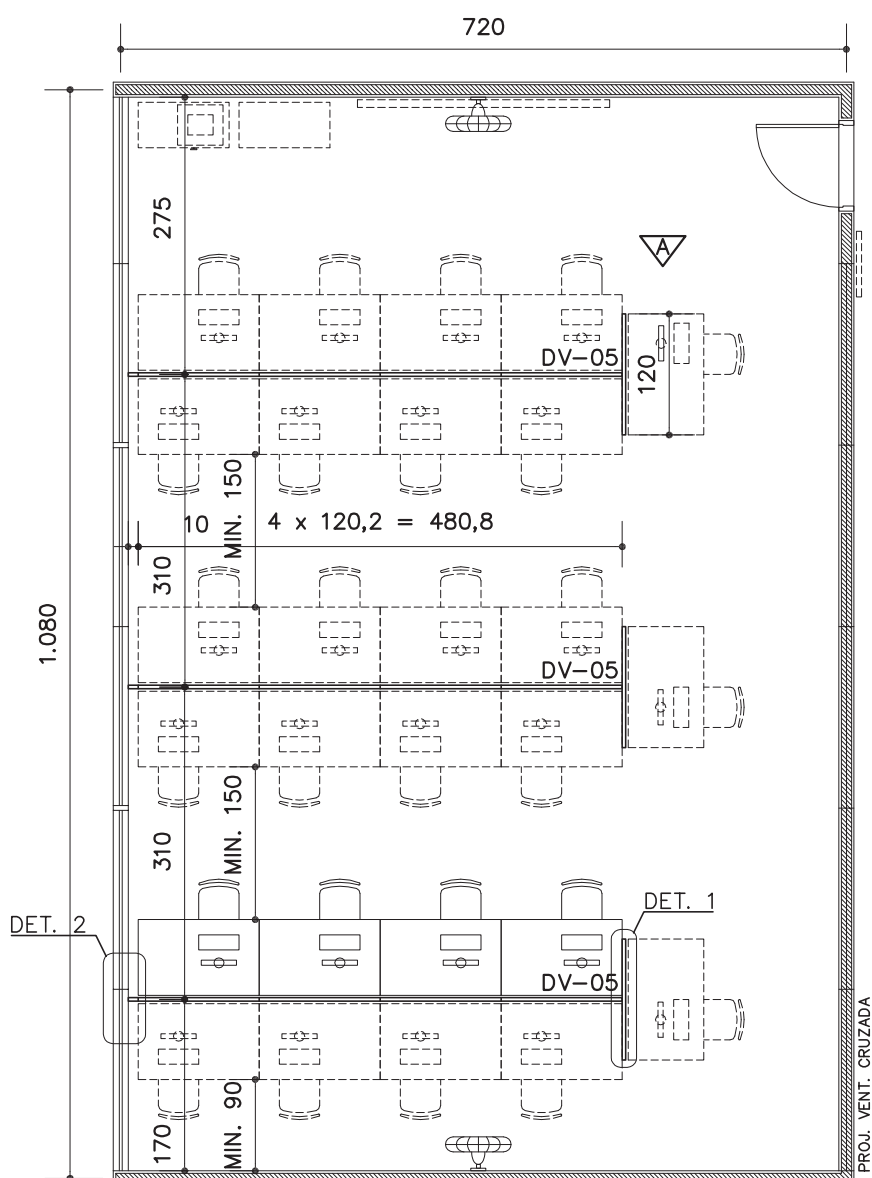 720
275
A
DV-05
120
MIN. 150
10
4 x 120,2 = 480,8
310
1.080
DV-05
MIN. 150
310
DET. 1
DET. 2
DV-05
MIN. 90
170
PROJ. VENT. CRUZADA